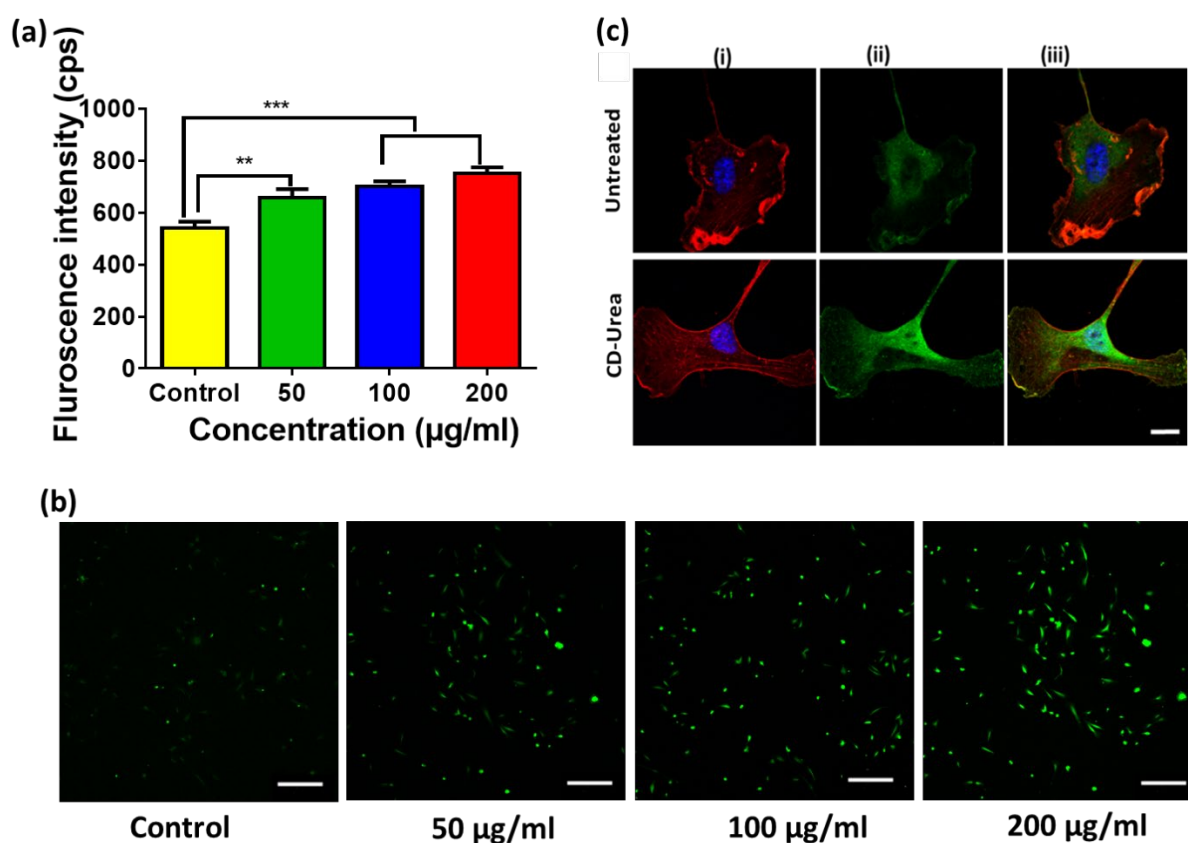 (a)
Fluroscence intensity (cps)
1000
800
600
400
200
0
***
**
Control 50 100 200
Concentration (µg/ml)
(c)
(i) (ii) (iii)
Untreated
CD-Urea
(b)
Control 50 µg/ml 100 µg/ml 200 µg/ml